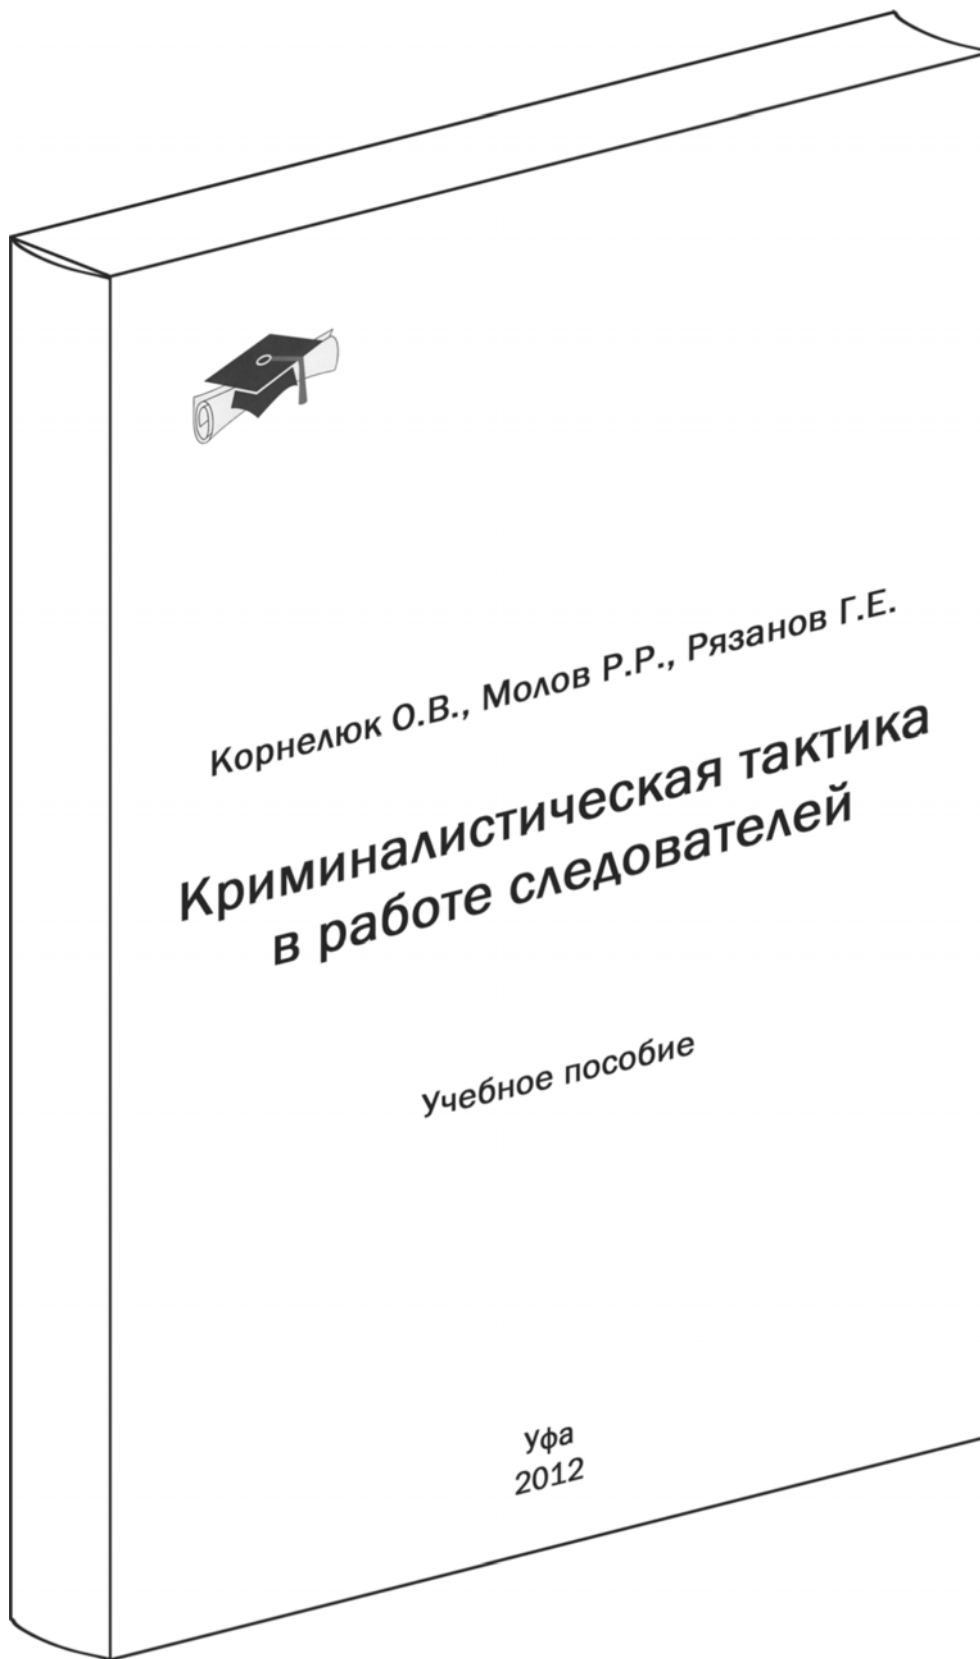 Корнелюк О.В., Молов Р.Р., Рязанов Г.Е.
Криминалистическая тактика
в работе следователей
Учебное пособие
Уфа
2012